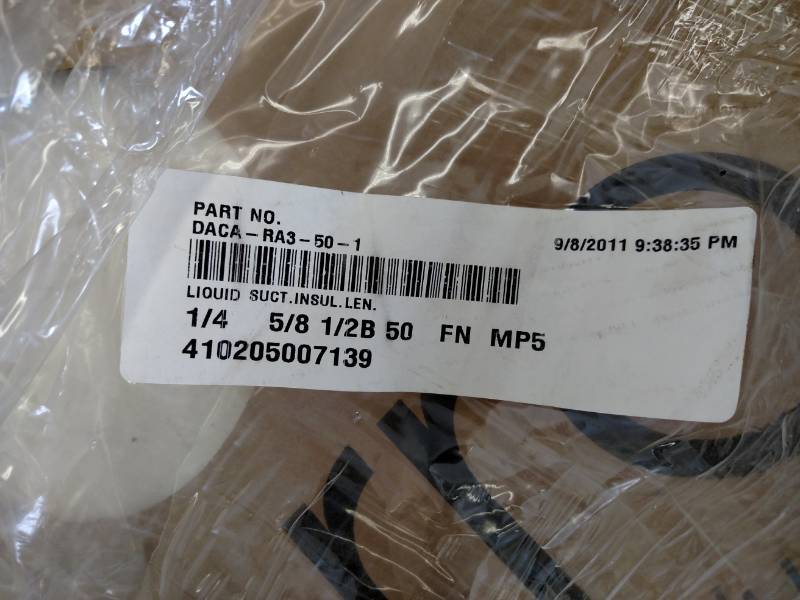 PART NO.
DACA-RA3-50-1
9/8/2011 9:38:35 PM
LIQUID SUCT.INSUL.LEN.
1/4 5/8 1/2B 50 FN MP5
410205007139